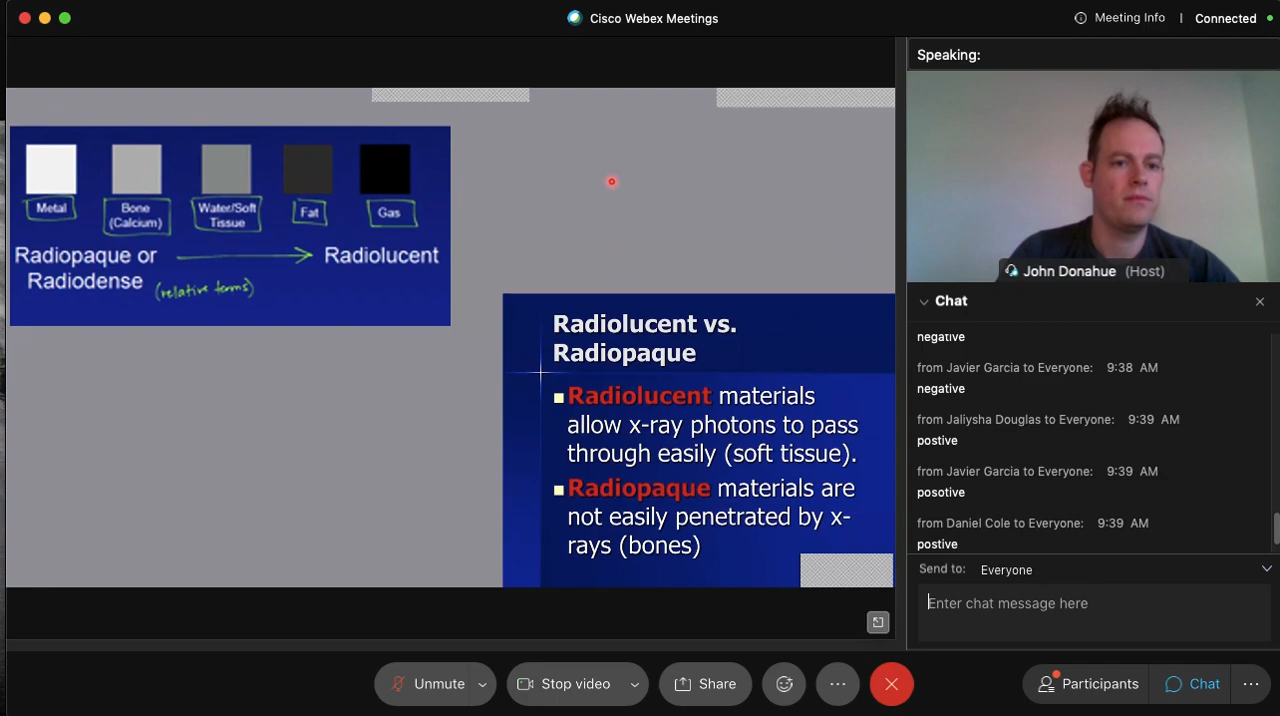 Cisco Webex Meetings
Meeting Info
Connected
Speaking:
John Donahue (Host)
Metal
Bone
(Calcium)
Water/Soft
Tissue
Fat
Gas
Radiopaque or
Radiodense
Radiolucent
(relative terms)
Radiolucent vs.
Radiopaque
Radiolucent materials
allow x-ray photons to pass
through easily (soft tissue).
Radiopaque materials are
not easily penetrated by x-
rays (bones)
Chat
negative
from Javier Garcia to Everyone: 9:38 AM
negative
from Jaliysha Douglas to Everyone: 9:39 AM
postive
from Javier Garcia to Everyone: 9:39 AM
posotive
from Daniel Cole to Everyone: 9:39 AM
postive
Send to: Everyone
Enter chat message here
Unmute
Stop video
Share
Participants
Chat